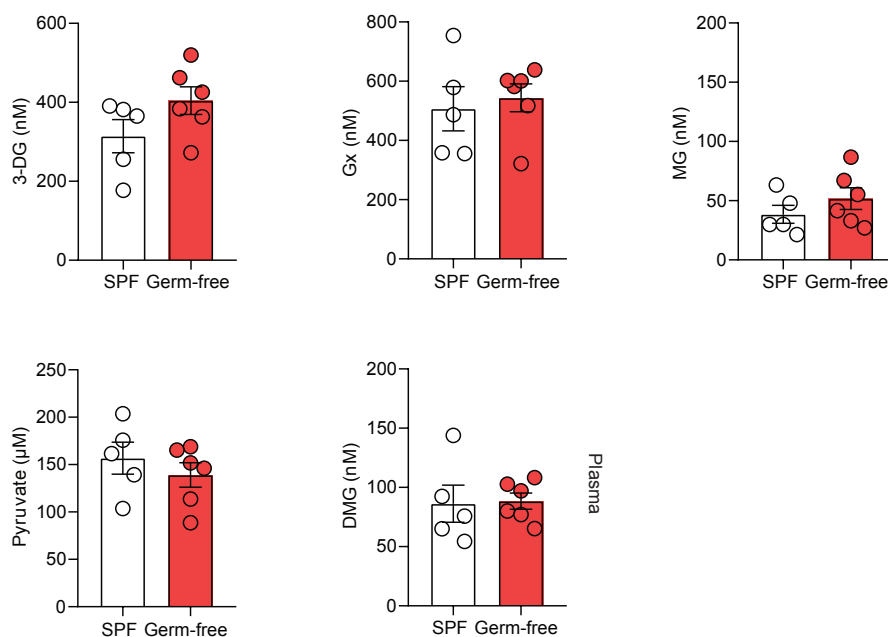 3-DG (nM)
600
400
200
0
SPF Germ-free
Gx (nM)
800
600
400
200
0
SPF Germ-free
MG (nM)
200
150
100
50
0
SPF Germ-free
Pyruvate (µM)
250
200
150
100
50
0
SPF Germ-free
DMG (nM)
200
150
100
50
0
SPF Germ-free
Plasma